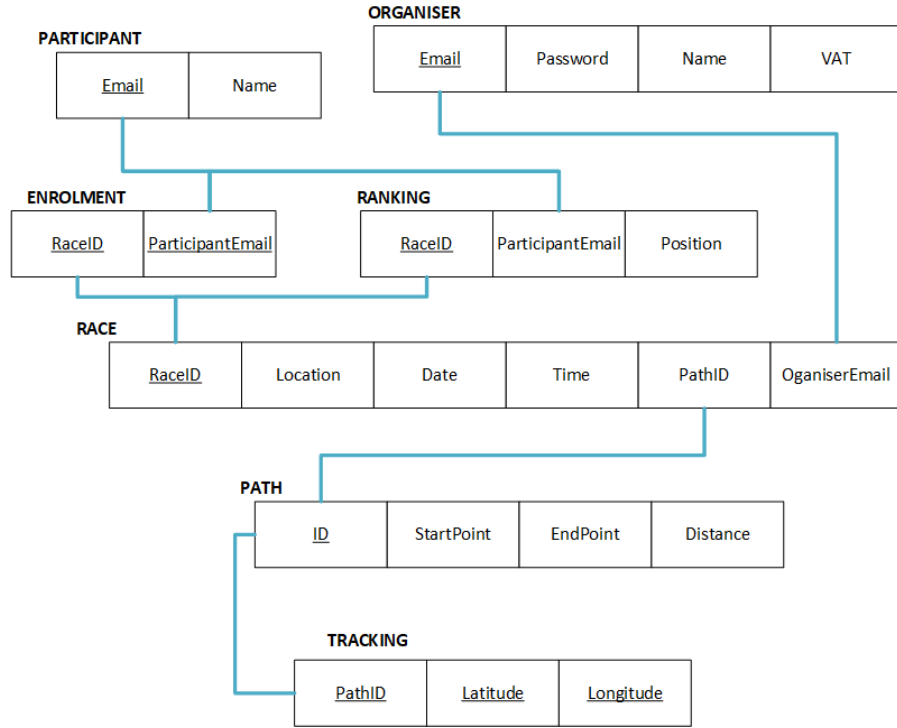 ORGANISER
PARTICIPANT
Email Password Name VAT
Email Name
ENROLMENT RANKING
RaceID ParticipantEmail RaceID ParticipantEmail Position
RACE
RaceID Location Date Time PathID OganiserEmail
PATH
ID StartPoint EndPoint Distance
TRACKING
PathID Latitude Longitude